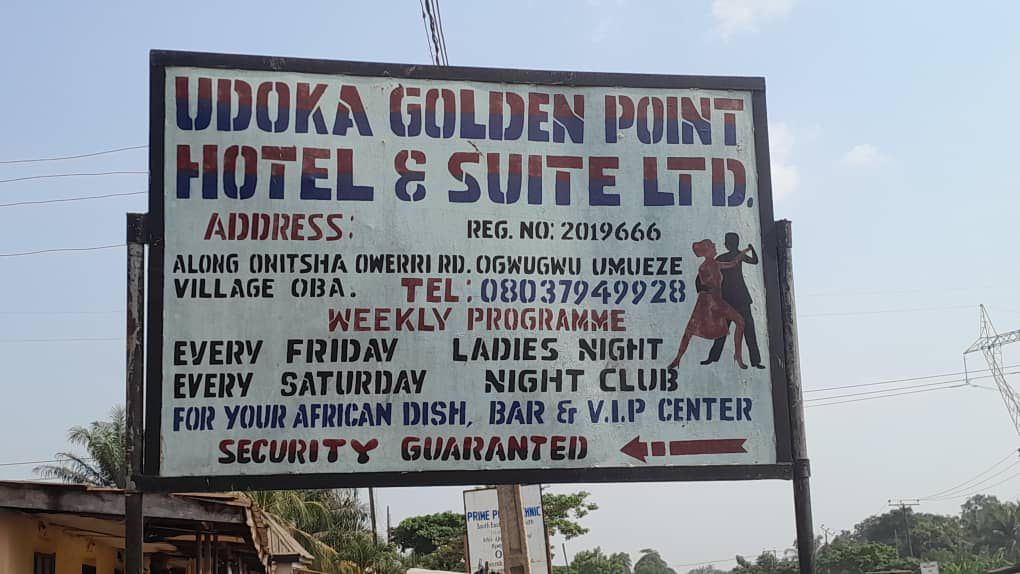 UDOKA GOLDEN POINT
HOTEL & SUITE LTD.
ADDRESS: REG. NO: 2019666
ALONG ONITSHA OWERRI RD. OGWUGWU UMUEZE
VILLAGE OBA. TEL: 08037949928
WEEKLY PROGRAMME
EVERY FRIDAY LADIES NIGHT
EVERY SATURDAY NIGHT CLUB
FOR YOUR AFRICAN DISH, BAR & V.I.P CENTER
SECURITY GUARANTED
PRIME
South